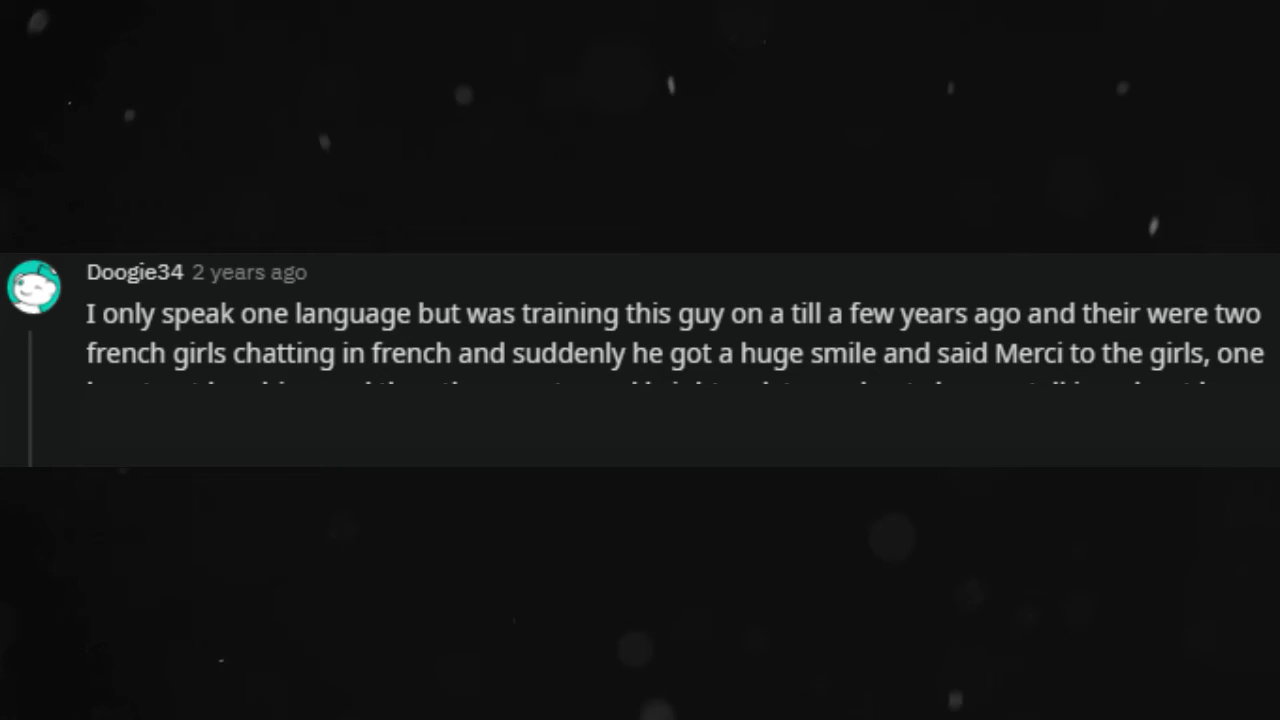 Doogie34 2 years ago
I only speak one language but was training this guy on a till a few years ago and their were two
french girls chatting in french and suddenly he got a huge smile and said Merci to the girls, one